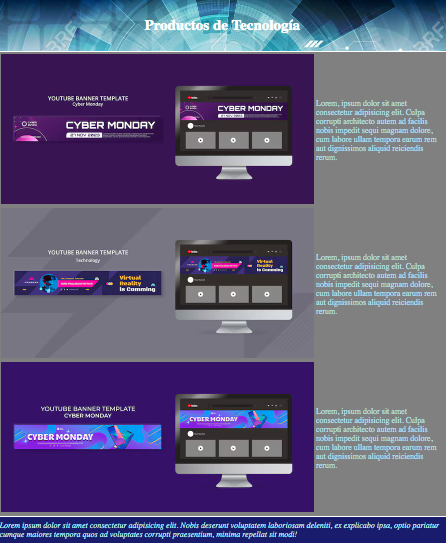 Productos de Tecnología
YOUTUBE BANNER TEMPLATE
Cyber Monday
CYBER MONDAY
21 NOV 2023
CYBER MONDAY
Lorem, ipsum dolor sit amet
consectetur adipisicing elit. Culpa
corrupti architecto autem ad facilis
nobis impedit sequi magnam dolore,
cum labore ullam tempora earum rem
aut dignissimos aliquid reiciendis
rerum.
YOUTUBE BANNER TEMPLATE
Technology
Virtual
Reality
Is Comming
Lorem, ipsum dolor sit amet
consectetur adipisicing elit. Culpa
corrupti architecto autem ad facilis
nobis impedit sequi magnam dolore,
cum labore ullam tempora earum rem
aut dignissimos aliquid reiciendis
rerum.
YOUTUBE BANNER TEMPLATE
CYBER MONDAY
CYBER MONDAY
CYBER MONDAY
Lorem, ipsum dolor sit amet
consectetur adipisicing elit. Culpa
corrupti architecto autem ad facilis
nobis impedit sequi magnam dolore,
cum labore ullam tempora earum rem
aut dignissimos aliquid reiciendis
rerum.
Lorem ipsum dolor sit amet consectetur adipisicing elit. Nobis deserunt voluptatem laboriosam deleniti, ex explicabo ipsa, optio pariatur
cumque maiores tempora quos ad voluptates corrupti praesentium, minima repellat sit modi!